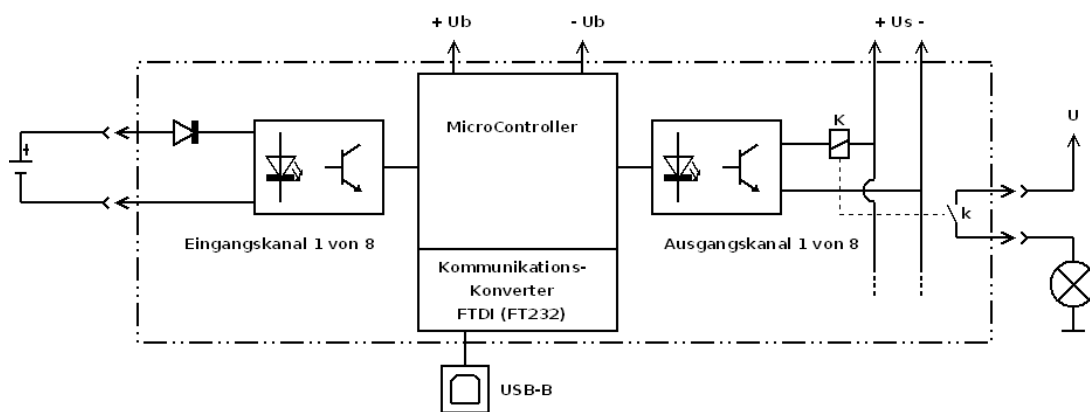 + Ub
- Ub
+ Us -
U
K
MicroController
k
Eingangskanal 1 von 8
Ausgangskanal 1 von 8
Kommunikations-
Konverter
FTDI (FT232)
USB-B